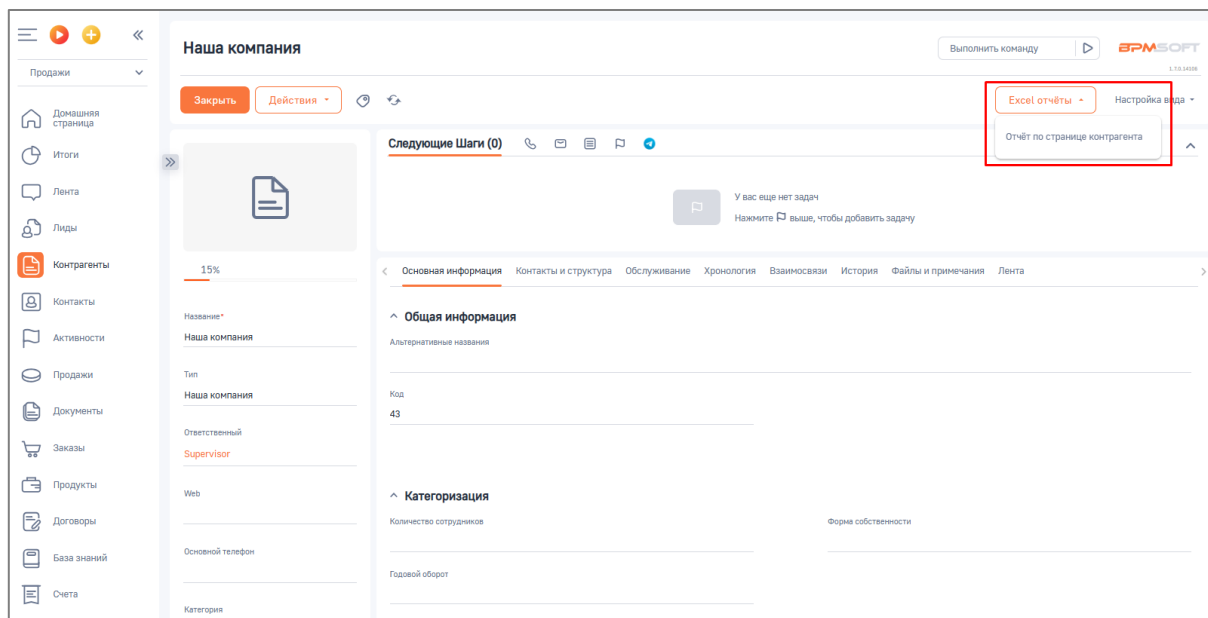 Наша компания
Выполнить команду
BPMSOFT
1.7.0.14108
Продажи
Закрыть
Действия
Excel отчёты
Настройка вида
Отчёт по странице контрагента
Домашняя
страница
Итоги
Лента
Лиды
Контрагенты
Контакты
Активности
Продажи
Документы
Заказы
Продукты
Договоры
База знаний
Счета
15%
Название*
Наша компания
Тип
Наша компания
Ответственный
Supervisor
Web
Основной телефон
Категория
Следующие Шаги (0)
У вас еще нет задач
Нажмите выше, чтобы добавить задачу
Основная информация Контакты и структура Обслуживание Хронология Взаимосвязи История Файлы и примечания Лента
Общая информация
Альтернативные названия
Код
43
Категоризация
Количество сотрудников Форма собственности
Годовой оборот